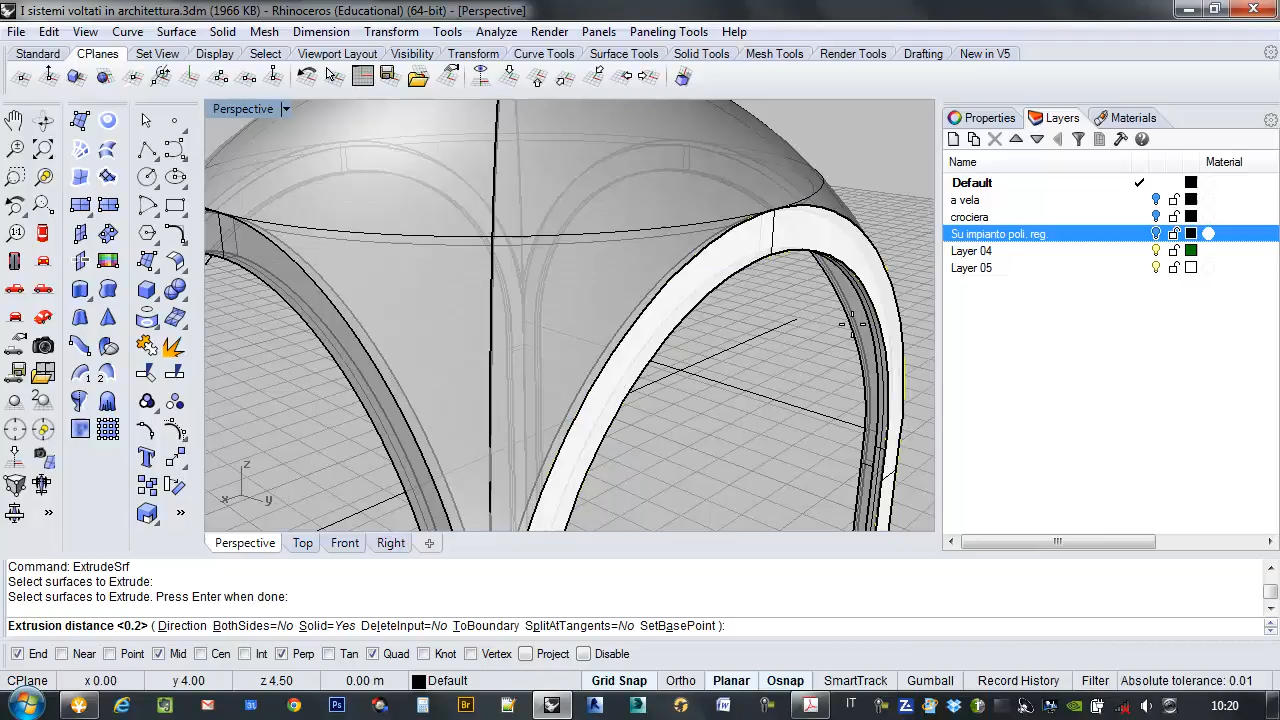 I sistemi voltati in architettura.3dm (1966 KB) - Rhinoceros (Educational) (64-bit) - [Perspective]
File Edit View Curve Surface Solid Mesh Dimension Transform Tools Analyze Render Panels Paneling Tools Help
Standard CPlanes Set View Display Select Viewport Layout Visibility Transform Curve Tools Surface Tools Solid Tools Mesh Tools Render Tools Drafting New in V5
Perspective
Properties Layers Materials
Name Material
Default
a vela
crociera
Su impianto poli. reg.
Layer 04
Layer 05
z
x y
Perspective Top Front Right
Command: ExtrudeSrf
Select surfaces to Extrude:
Select surfaces to Extrude. Press Enter when done:
Extrusion distance <0.2> ( Direction BothSides=No Solid=Yes DeleteInput=No ToBoundary SplitAtTangents=No SetBasePoint ):
End Near Point Mid Cen Int Perp Tan Quad Knot Vertex Project Disable
CPlane x 0.00 y 4.00 z 4.50 0.00 m Default Grid Snap Ortho Planar Osnap SmartTrack Gumball Record History Filter Absolute tolerance: 0.01
IT 10:20